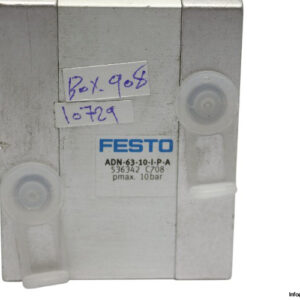 BOX-908
10729
FESTO
ADN-63-10-I-P-A
536342 C708
pmax. 10bar